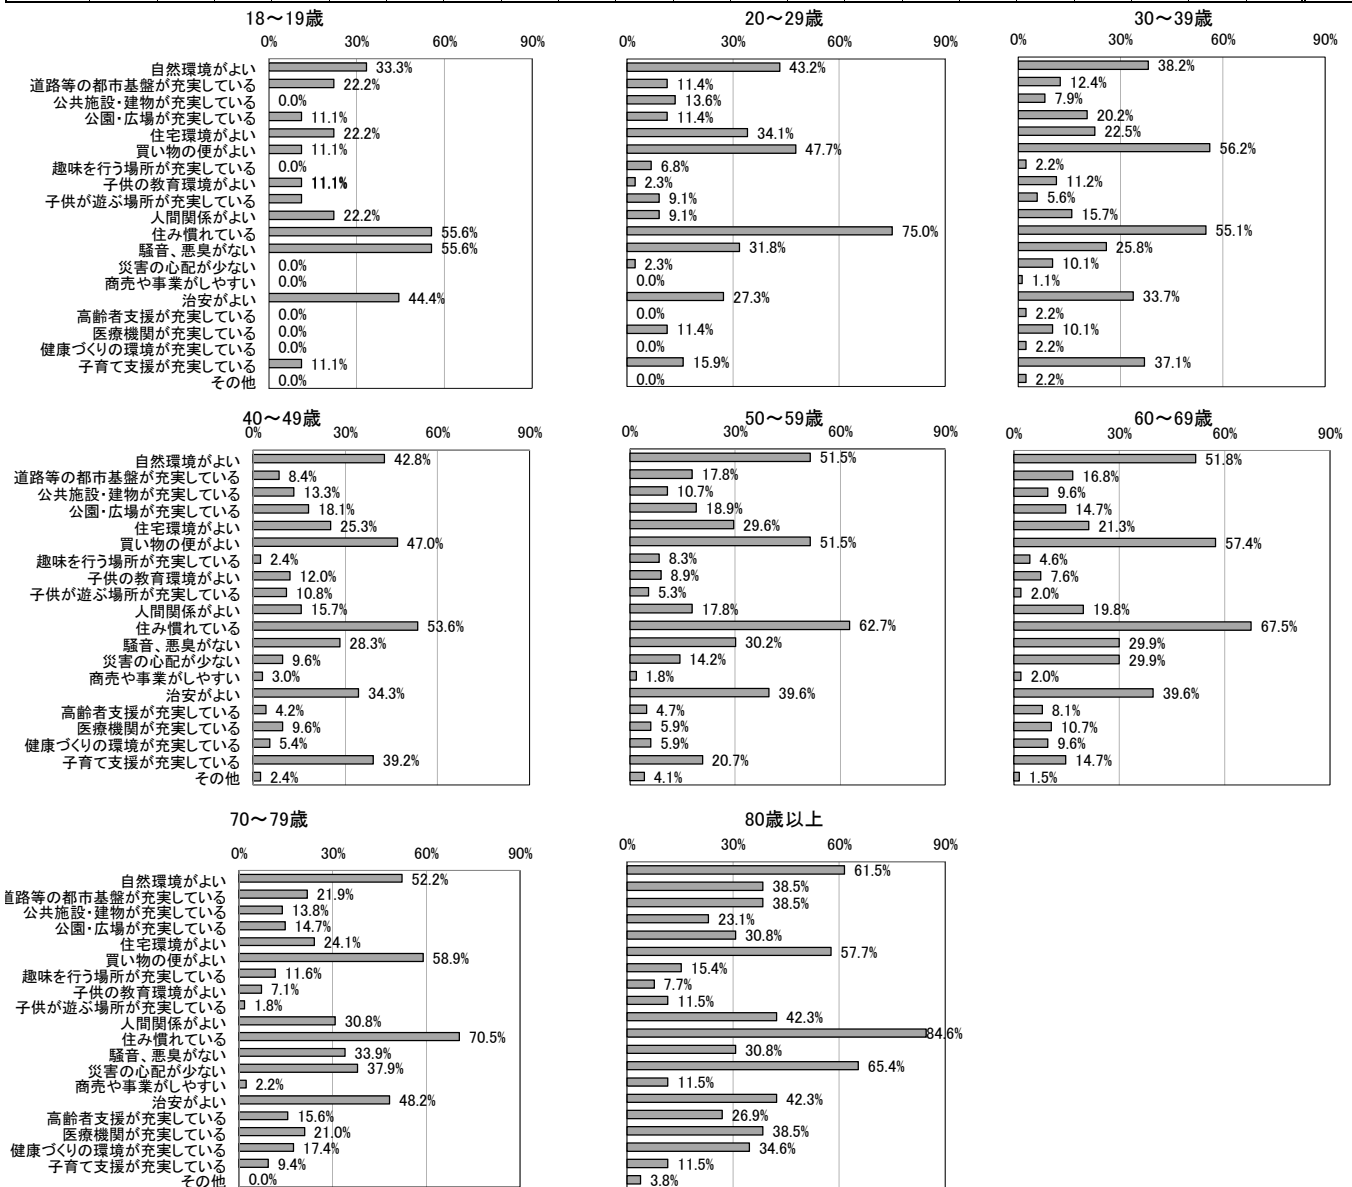 18～19歳
0% 30% 60% 90%
自然環境がよい 33.3%
道路等の都市基盤が充実している 22.2%
公共施設・建物が充実している 0.0%
公園・広場が充実している 11.1%
住宅環境がよい 22.2%
買い物の便がよい 11.1%
趣味を行う場所が充実している 0.0%
子供の教育環境がよい 11.1%
子供が遊ぶ場所が充実している
人間関係がよい 22.2%
住み慣れている 55.6%
騒音、悪臭がない 55.6%
災害の心配が少ない 0.0%
商売や事業がしやすい 0.0%
治安がよい 44.4%
高齢者支援が充実している 0.0%
医療機関が充実している 0.0%
健康づくりの環境が充実している 0.0%
子育て支援が充実している 11.1%
その他 0.0%
20～29歳
0% 30% 60% 90%
43.2%
11.4%
13.6%
11.4%
34.1%
47.7%
6.8%
2.3%
9.1%
9.1%
75.0%
31.8%
2.3%
0.0%
27.3%
0.0%
11.4%
0.0%
15.9%
0.0%
30～39歳
0% 30% 60% 90%
38.2%
12.4%
7.9%
20.2%
22.5%
56.2%
2.2%
11.2%
5.6%
15.7%
55.1%
25.8%
10.1%
1.1%
33.7%
2.2%
10.1%
2.2%
37.1%
2.2%
40～49歳
0% 30% 60% 90%
自然環境がよい 42.8%
道路等の都市基盤が充実している 8.4%
公共施設・建物が充実している 13.3%
公園・広場が充実している 18.1%
住宅環境がよい 25.3%
買い物の便がよい 47.0%
趣味を行う場所が充実している 2.4%
子供の教育環境がよい 12.0%
子供が遊ぶ場所が充実している 10.8%
人間関係がよい 15.7%
住み慣れている 53.6%
騒音、悪臭がない 28.3%
災害の心配が少ない 9.6%
商売や事業がしやすい 3.0%
治安がよい 34.3%
高齢者支援が充実している 4.2%
医療機関が充実している 9.6%
健康づくりの環境が充実している 5.4%
子育て支援が充実している 39.2%
その他 2.4%
50～59歳
0% 30% 60% 90%
51.5%
17.8%
10.7%
18.9%
29.6%
51.5%
8.3%
8.9%
5.3%
17.8%
62.7%
30.2%
14.2%
1.8%
39.6%
4.7%
5.9%
5.9%
20.7%
4.1%
60～69歳
0% 30% 60% 90%
51.8%
16.8%
9.6%
14.7%
21.3%
57.4%
4.6%
7.6%
2.0%
19.8%
67.5%
29.9%
29.9%
2.0%
39.6%
8.1%
10.7%
9.6%
14.7%
1.5%
70～79歳
0% 30% 60% 90%
自然環境がよい 52.2%
道路等の都市基盤が充実している 21.9%
公共施設・建物が充実している 13.8%
公園・広場が充実している 14.7%
住宅環境がよい 24.1%
買い物の便がよい 58.9%
趣味を行う場所が充実している 11.6%
子供の教育環境がよい 7.1%
子供が遊ぶ場所が充実している 1.8%
人間関係がよい 30.8%
住み慣れている 70.5%
騒音、悪臭がない 33.9%
災害の心配が少ない 37.9%
商売や事業がしやすい 2.2%
治安がよい 48.2%
高齢者支援が充実している 15.6%
医療機関が充実している 21.0%
健康づくりの環境が充実している 17.4%
子育て支援が充実している 9.4%
その他 0.0%
80歳以上
0% 30% 60% 90%
61.5%
38.5%
38.5%
23.1%
30.8%
57.7%
15.4%
7.7%
11.5%
42.3%
84.6%
30.8%
65.4%
11.5%
42.3%
26.9%
38.5%
34.6%
11.5%
3.8%